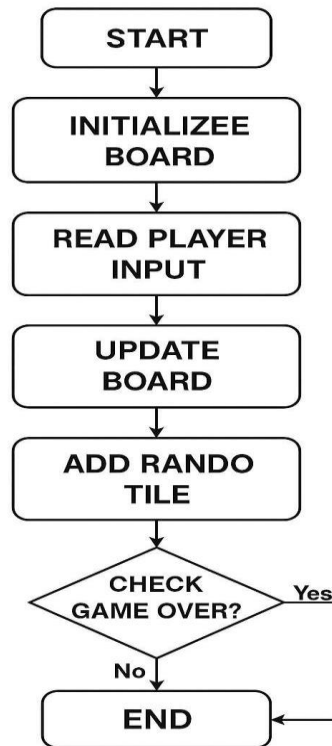 START
INITIALIZEE
BOARD
READ PLAYER
INPUT
UPDATE
BOARD
ADD RANDO
TILE
CHECK
GAME OVER?
Yes
No
END